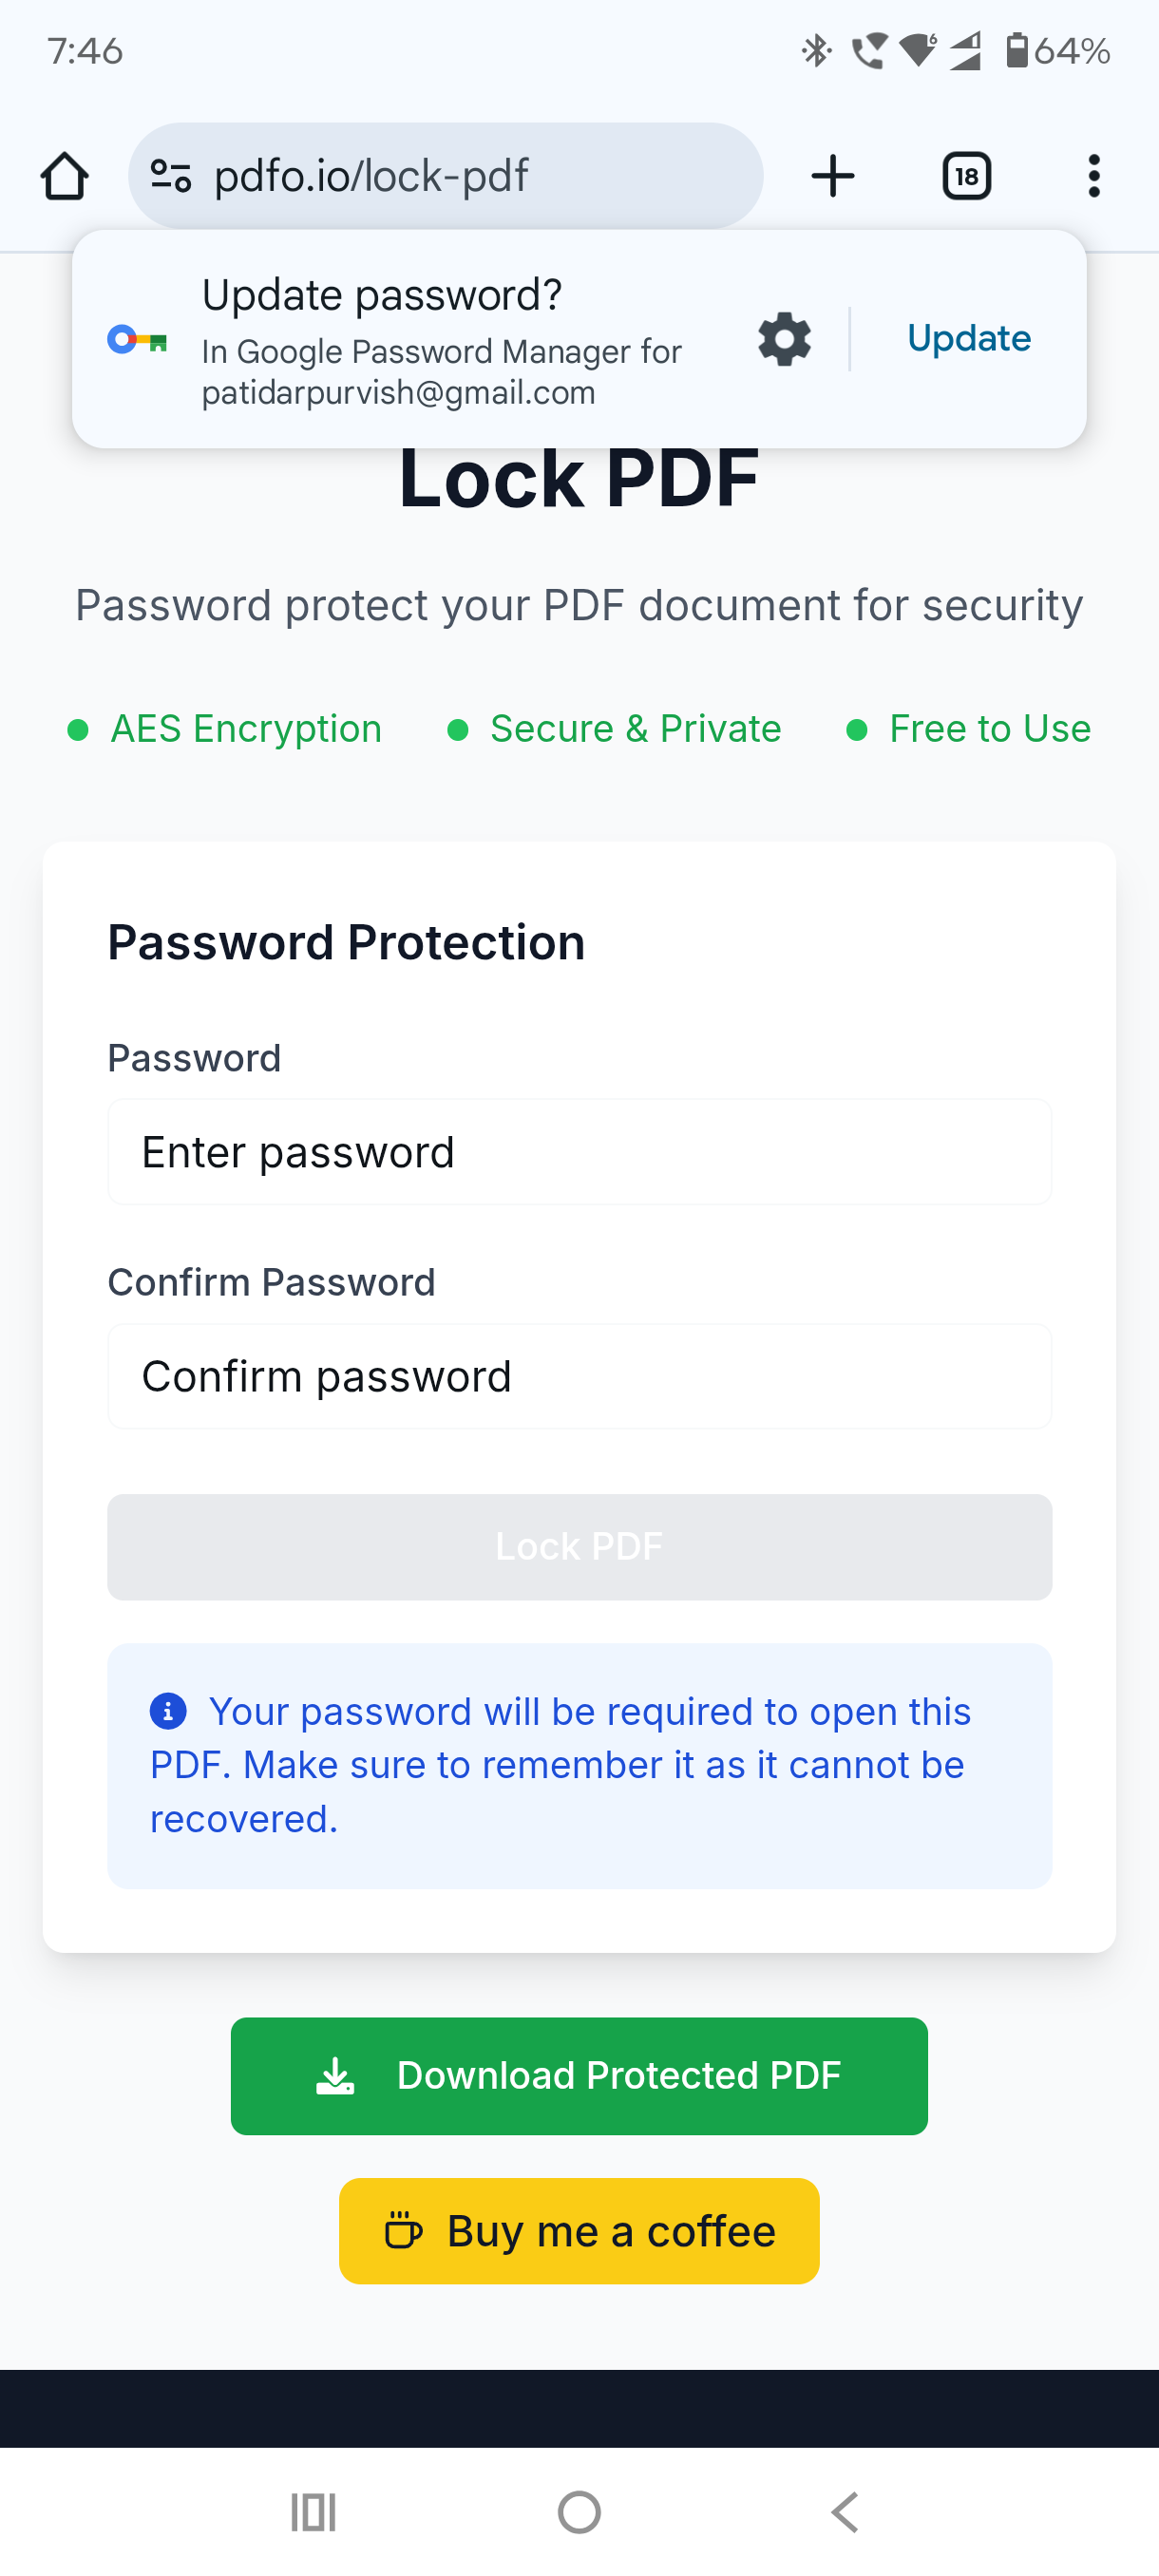 7:46
6
64%
pdfo.io/lock-pdf
18
Update password?
In Google Password Manager for
patidarpurvish@gmail.com
Update
Lock PDF
Password protect your PDF document for security
AES Encryption
Secure & Private
Free to Use
Password Protection
Password
Enter password
Confirm Password
Confirm password
Lock PDF
Your password will be required to open this
PDF. Make sure to remember it as it cannot be
recovered.
Download Protected PDF
Buy me a coffee